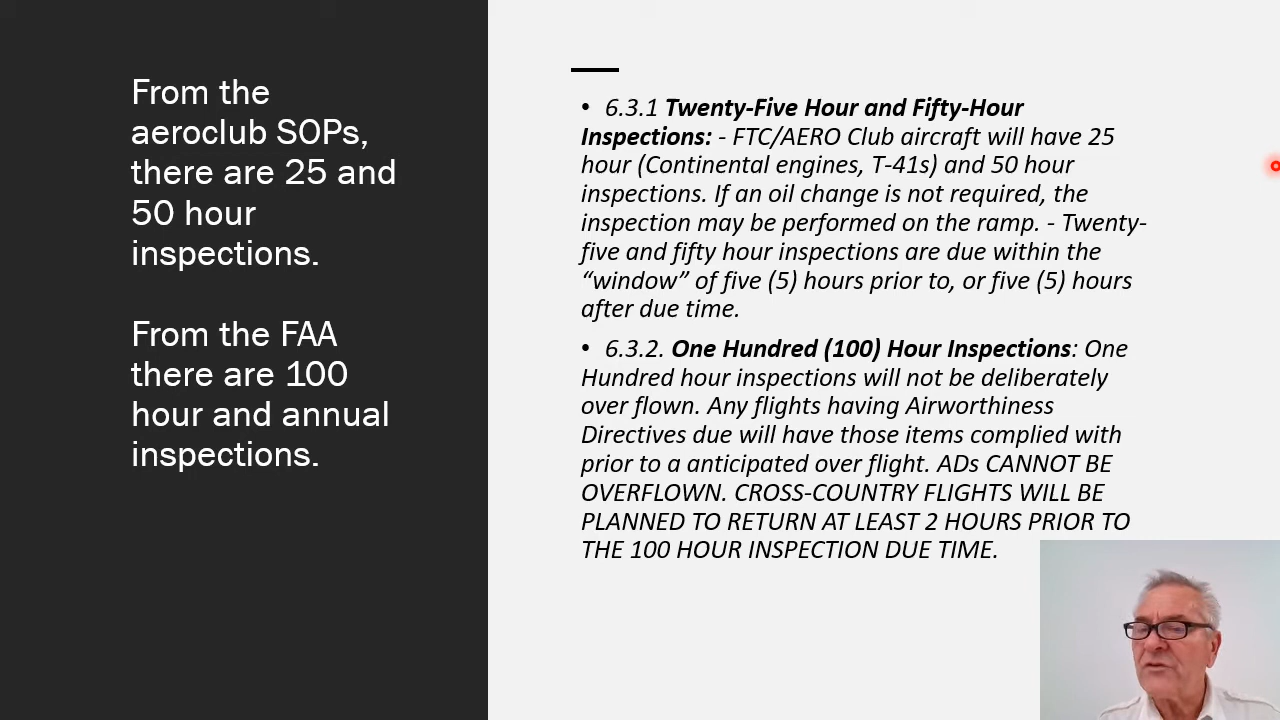 From the
aeroclub SOPs,
there are 25 and
50 hour
inspections.
From the FAA
there are 100
hour and annual
inspections.
• 6.3.1 Twenty-Five Hour and Fifty-Hour
Inspections: - FTC/AERO Club aircraft will have 25
hour (Continental engines, T-41s) and 50 hour
inspections. If an oil change is not required, the
inspection may be performed on the ramp. - Twenty-
five and fifty hour inspections are due within the
“window” of five (5) hours prior to, or five (5) hours
after due time.
• 6.3.2. One Hundred (100) Hour Inspections: One
Hundred hour inspections will not be deliberately
over flown. Any flights having Airworthiness
Directives due will have those items complied with
prior to a anticipated over flight. ADs CANNOT BE
OVERFLOWN. CROSS-COUNTRY FLIGHTS WILL BE
PLANNED TO RETURN AT LEAST 2 HOURS PRIOR TO
THE 100 HOUR INSPECTION DUE TIME.